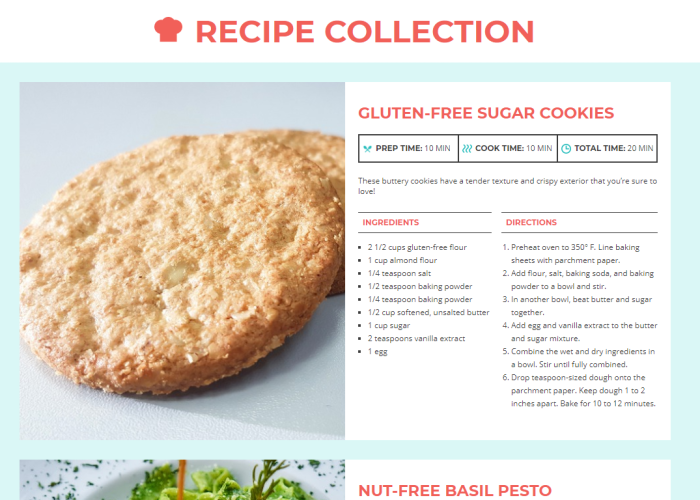 RECIPE COLLECTION
GLUTEN-FREE SUGAR COOKIES
PREP TIME: 10 MIN
COOK TIME: 10 MIN
TOTAL TIME: 20 MIN
These buttery cookies have a tender texture and crispy exterior that you're sure to
love!
INGREDIENTS
2 1/2 cups gluten-free flour
1 cup almond flour
1/4 teaspoon salt
1/2 teaspoon baking powder
1/4 teaspoon baking powder
1/2 cup softened, unsalted butter
1 cup sugar
2 teaspoons vanilla extract
1 egg
DIRECTIONS
1. Preheat oven to 350° F. Line baking
sheets with parchment paper.
2. Add flour, salt, baking soda, and baking
powder to a bowl and stir.
3. In another bowl, beat butter and sugar
together.
4. Add egg and vanilla extract to the butter
and sugar mixture.
5. Combine the wet and dry ingredients in
a bowl. Stir until fully combined.
6. Drop teaspoon-sized dough onto the
parchment paper. Keep dough 1 to 2
inches apart. Bake for 10 to 12 minutes.
NUT-FREE BASIL PESTO